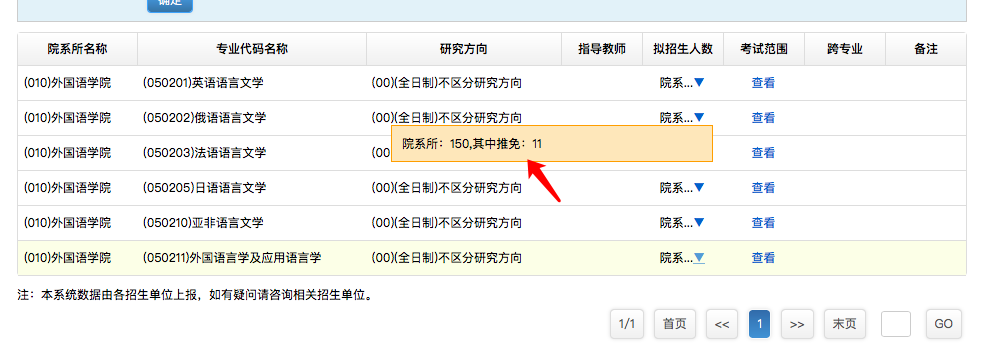 确定
院系所名称 专业代码名称 研究方向 指导教师 拟招生人数 考试范围 跨专业 备注
(010)外国语学院 (050201)英语语言文学 (00)(全日制)不区分研究方向 院系...▼ 查看
(010)外国语学院 (050202)俄语语言文学 (00)(全日制)不区分研究方向 院系...▼ 查看
院系所：150,其中推免：11
(010)外国语学院 (050203)法语语言文学 (00 查看
(010)外国语学院 (050205)日语语言文学 (00)(全日制)不区分研究方向 院系...▼ 查看
(010)外国语学院 (050210)亚非语言文学 (00)(全日制)不区分研究方向 院系...▼ 查看
(010)外国语学院 (050211)外国语言学及应用语言学 (00)(全日制)不区分研究方向 院系...▼ 查看
注：本系统数据由各招生单位上报，如有疑问请咨询相关招生单位。
1/1 首页 << 1 >> 末页 GO